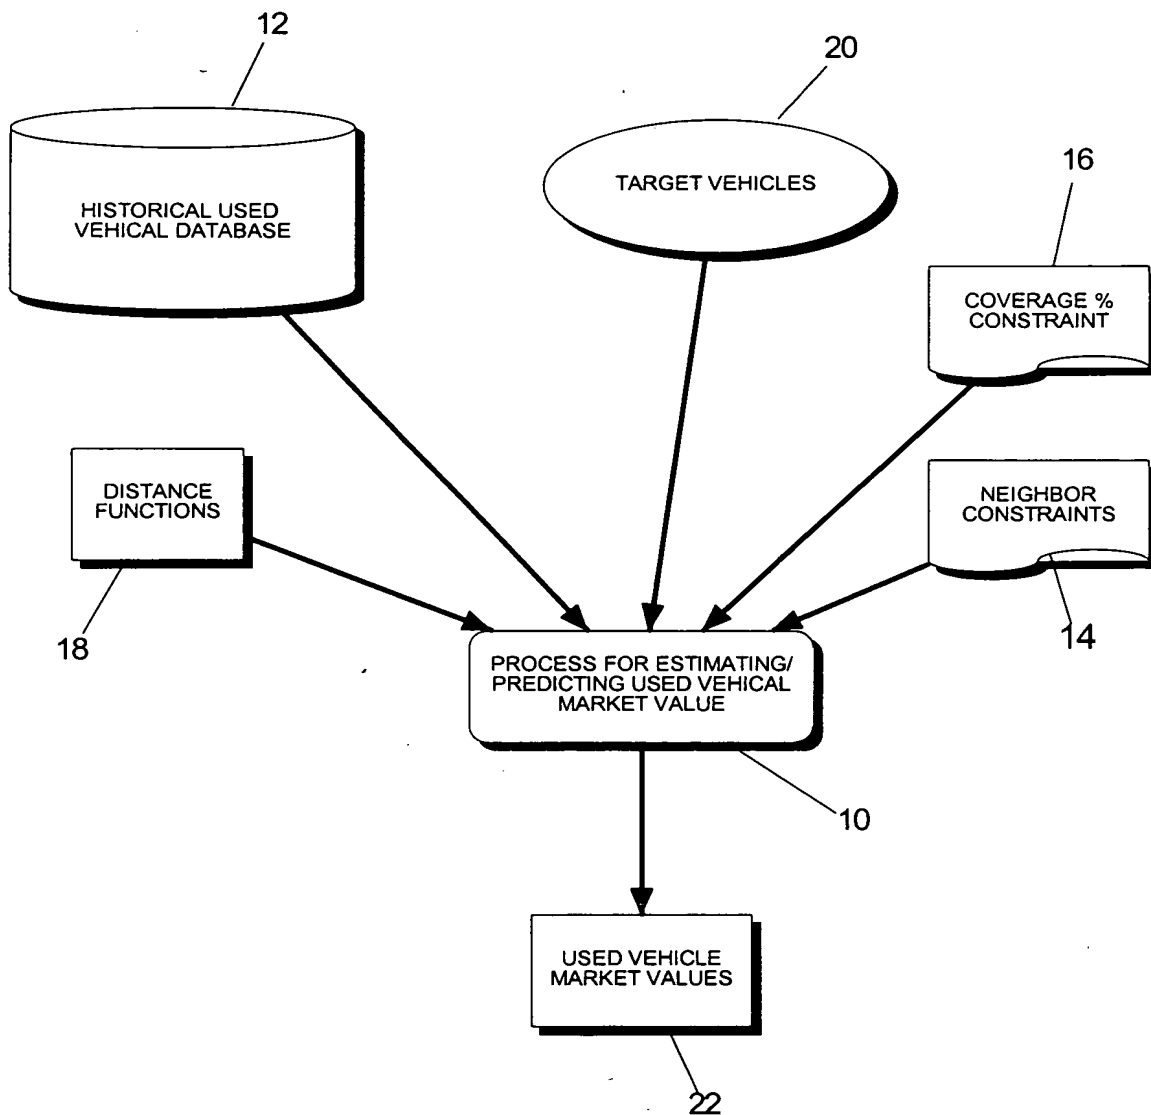 12
20
16
HISTORICAL USED
VEHICAL DATABASE
TARGET VEHICLES
COVERAGE %
CONSTRAINT
DISTANCE
FUNCTIONS
NEIGHBOR
CONSTRAINTS
18
14
PROCESS FOR ESTIMATING/
PREDICTING USED VEHICAL
MARKET VALUE
10
USED VEHICLE
MARKET VALUES
22